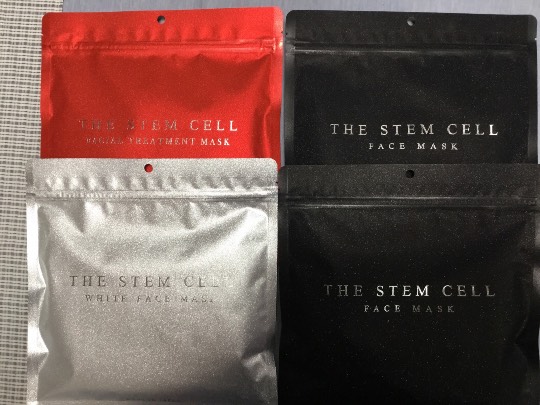 THE STEM CELL
FACIAL TREATMENT MASK
THE STEM CELL
FACE MASK
THE STEM CELL
WHITE FACE MASK
THE STEM CELL
FACE MASK